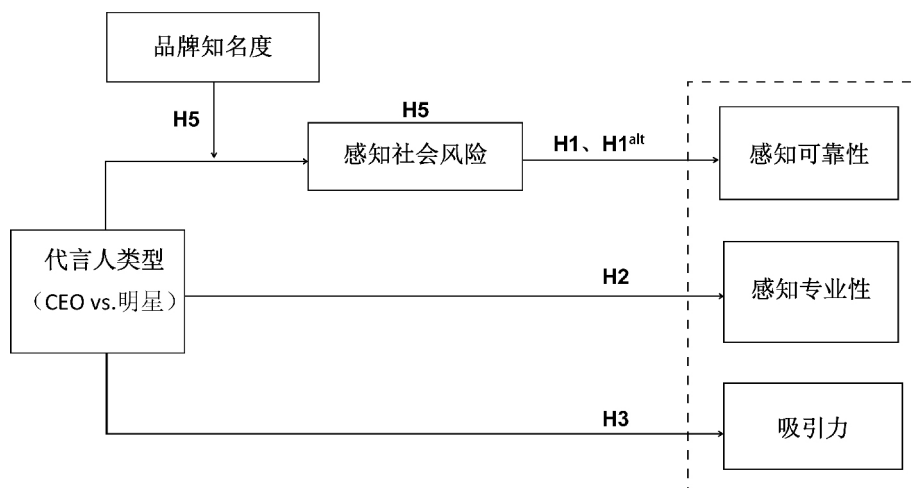 品牌知名度
H5
H5
感知社会风险
H1、H1alt
感知可靠性
代言人类型
（CEO vs.明星）
H2
感知专业性
H3
吸引力